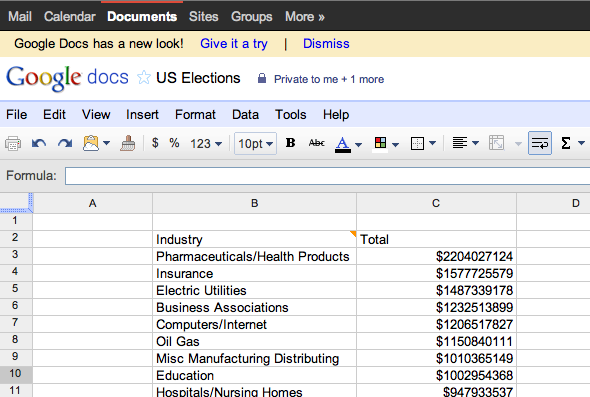 Mail Calendar Documents Sites Groups More »
Google Docs has a new look! Give it a try | Dismiss
Google docs US Elections Private to me + 1 more
File Edit View Insert Format Data Tools Help
$ % 123 10pt B Abc A Σ
Formula:
A B C D
1
2 Industry Total
3 Pharmaceuticals/Health Products $2204027124
4 Insurance $1577725579
5 Electric Utilities $1487339178
6 Business Associations $1232513899
7 Computers/Internet $1206517827
8 Oil Gas $1150840111
9 Misc Manufacturing Distributing $1010365149
10 Education $1002954368
11 Hospitals/Nursing Homes $947933537